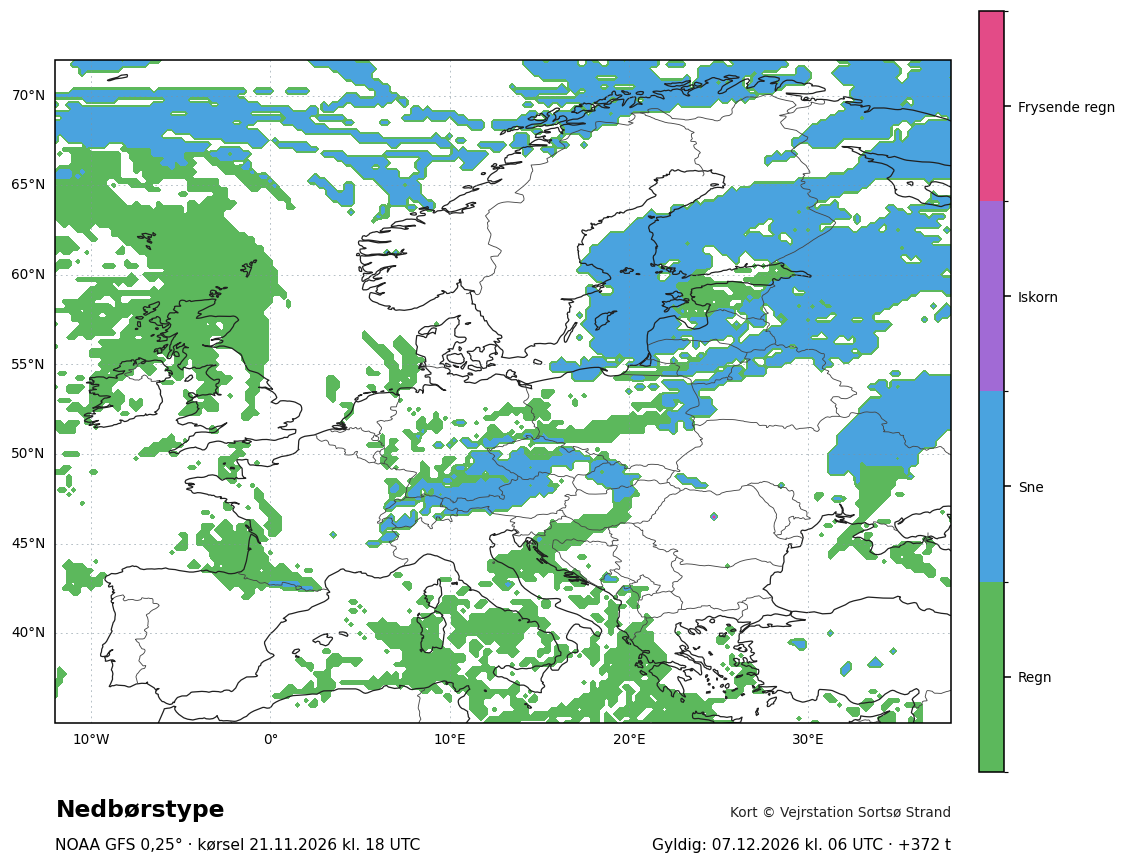 70°N
65°N
60°N
55°N
50°N
45°N
40°N
10°W
0°
10°E
20°E
30°E
Frysende regn
Iskorn
Sne
Regn
Nedbørstype
Kort © Vejrstation Sortsø Strand
NOAA GFS 0,25° · kørsel 21.11.2026 kl. 18 UTC
Gyldig: 07.12.2026 kl. 06 UTC · +372 t